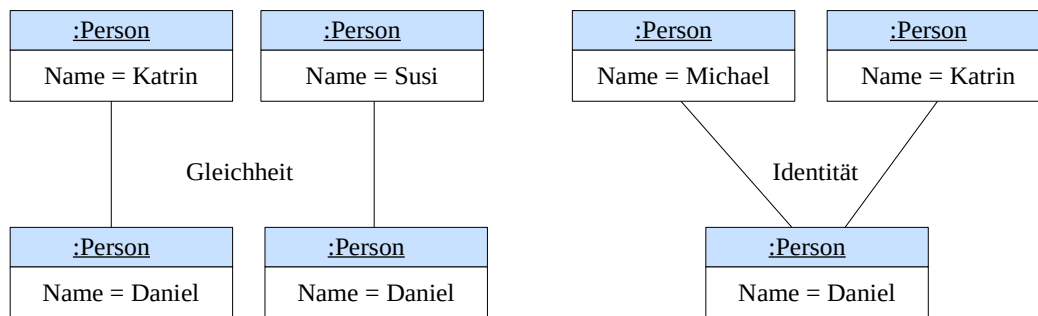 :Person
Name = Katrin
:Person
Name = Susi
:Person
Name = Michael
:Person
Name = Katrin
Gleichheit
Identität
:Person
Name = Daniel
:Person
Name = Daniel
:Person
Name = Daniel